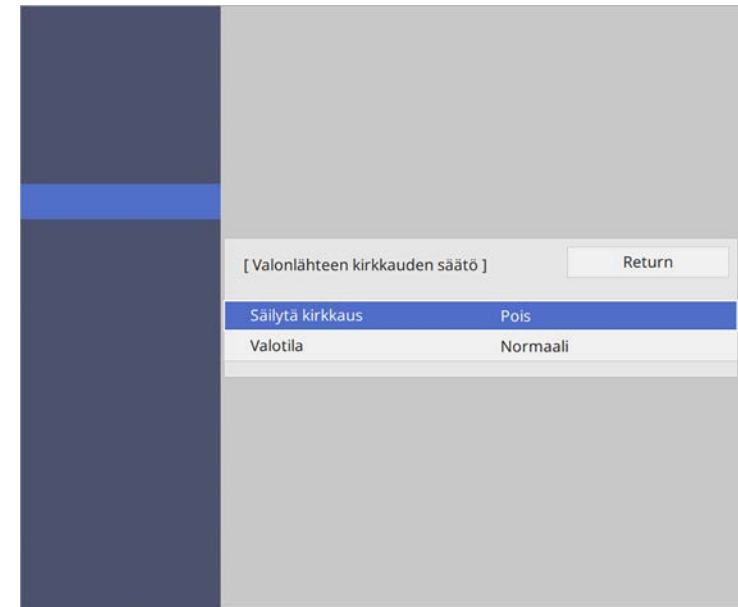 [ Valonlähteen kirkkauden säätö ] Return
Säilytä kirkkaus Pois
Valotila Normaali